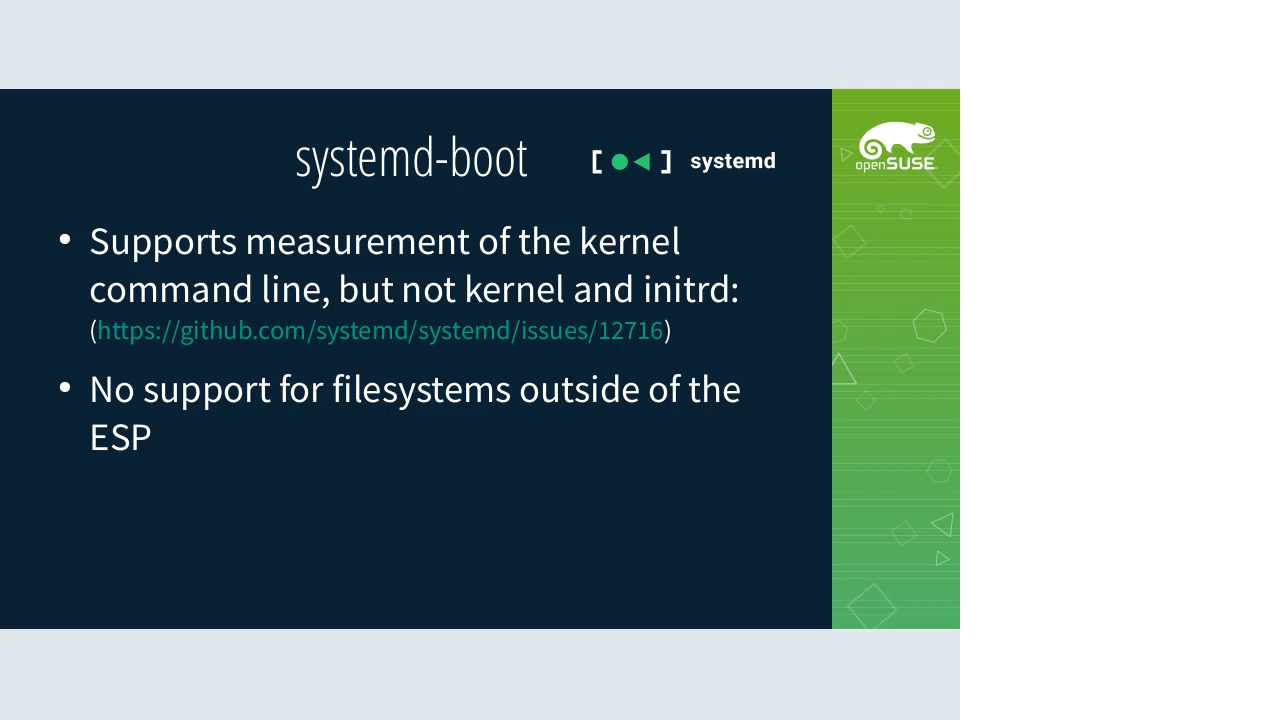 systemd-boot
[●◀] systemd
openSUSE
• Supports measurement of the kernel
command line, but not kernel and initrd:
(https://github.com/systemd/systemd/issues/12716)
• No support for filesystems outside of the
ESP